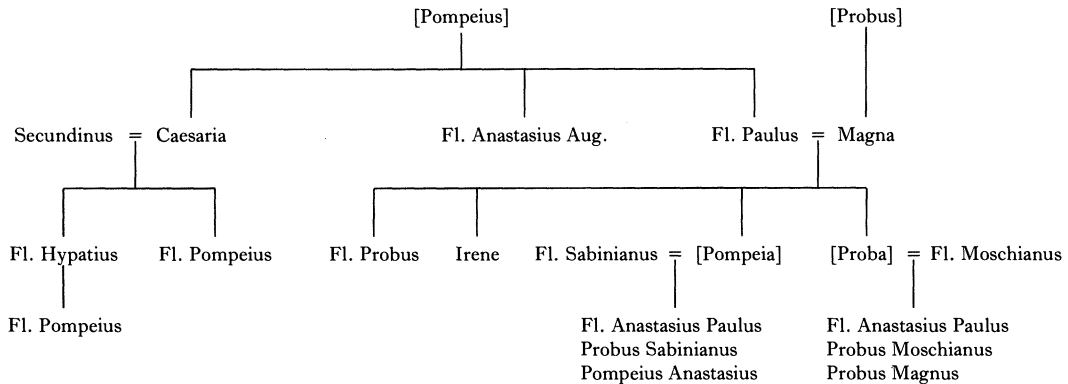 [Pompeius] [Probus]
Secundinus = Caesaria Fl. Anastasius Aug. Fl. Paulus = Magna
Fl. Hypatius Fl. Pompeius Fl. Probus Irene Fl. Sabinianus = [Pompeia] [Proba] = Fl. Moschianus
Fl. Pompeius Fl. Anastasius Paulus Fl. Anastasius Paulus
Probus Sabinianus Probus Moschianus
Pompeius Anastasius Probus Magnus